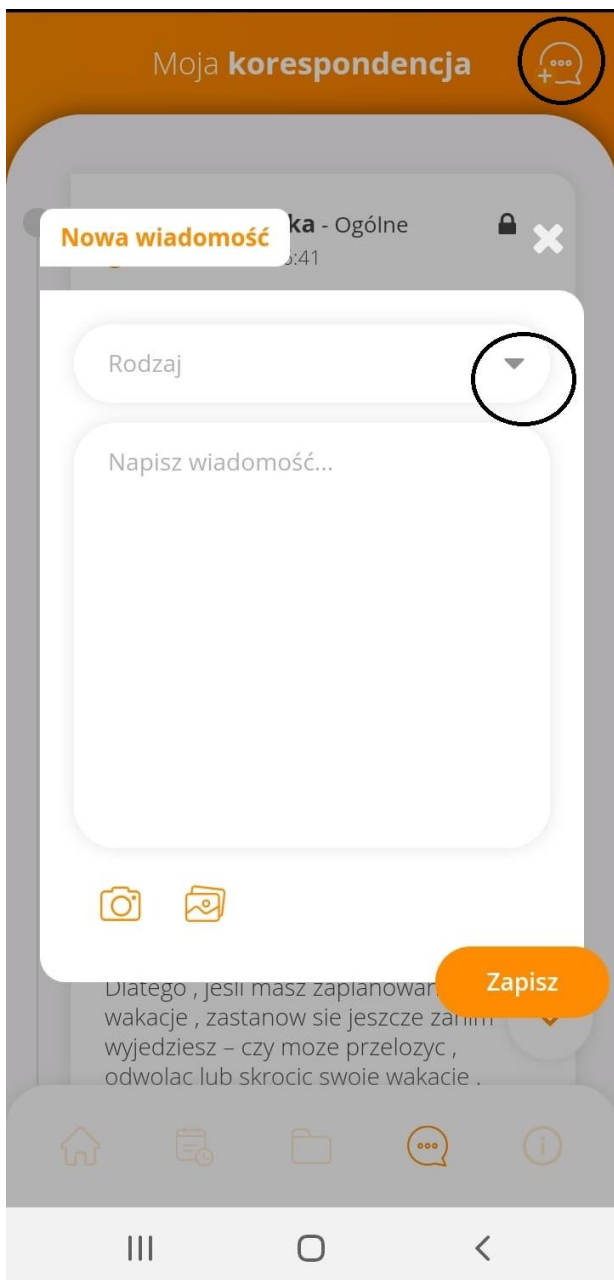 Moja korespondencja
ka - Ogólne
Nowa wiadomość
:41
Rodzaj
Napisz wiadomość...
Dlatego , jesli masz zaplanowan
Zapisz
wakacje , zastanow sie jeszcze zanim
wyjedziesz – czy moze przelozyc ,
odwolac lub skrocic swoje wakacje .